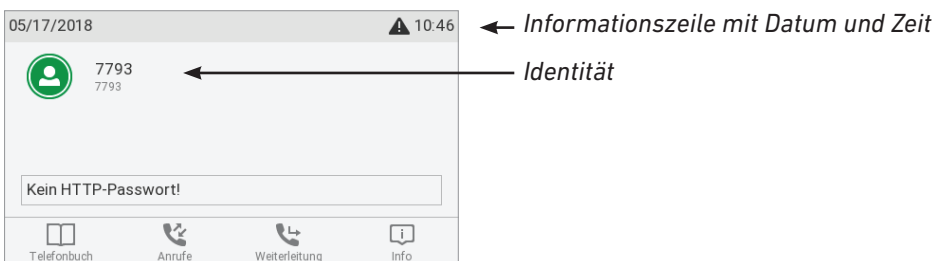 05/17/2018 10:46 Informationszeile mit Datum und Zeit
7793 Identität
7793
Kein HTTP-Passwort!
Telefonbuch Anrufe Weiterleitung Info